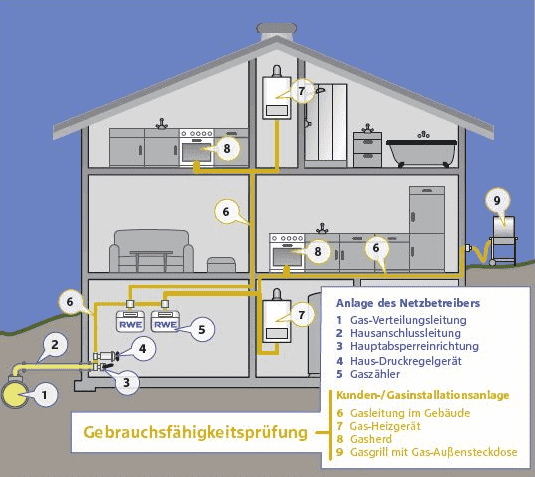 7
8
9
6
8
6
7
6
RWE
RWE
5
4
2
3
1
Gebrauchsfähigkeitsprüfung
Anlage des Netzbetreibers
1 Gas-Verteilungsleitung
2 Hausanschlussleitung
3 Hauptabsperreinrichtung
4 Haus-Druckregelgerät
5 Gaszähler
Kunden-/Gasinstallationsanlage
6 Gasleitung im Gebäude
7 Gas-Heizgerät
8 Gasherd
9 Gasgrill mit Gas-Außensteckdose